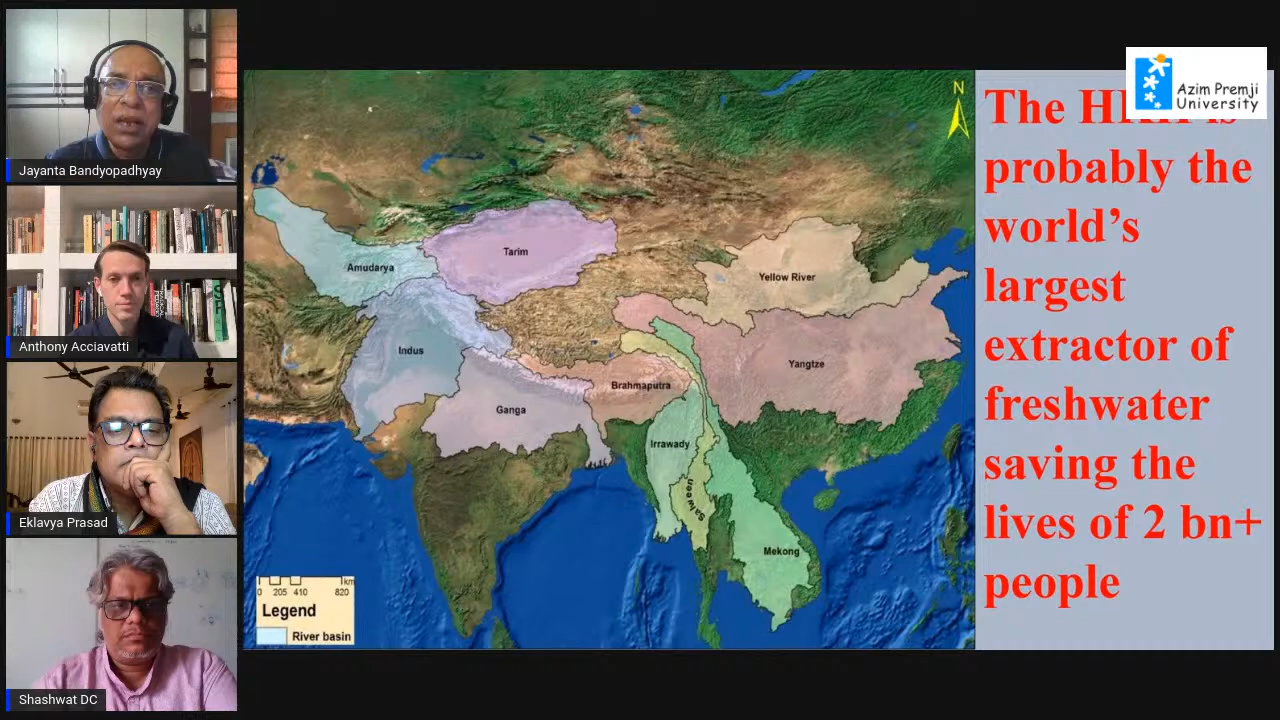 Jayanta Bandyopadhyay
Anthony Acciavatti
Eklavya Prasad
Shashwat DC
N
Amudarya
Tarim
Yellow River
Indus
Ganga
Brahmaputra
Yangtze
Irrawady
Salween
Mekong
km
0 205 410 820
Legend
River basin
Azim Premji
University
The
probably the
world’s
largest
extractor of
freshwater
saving the
lives of 2 bn+
people